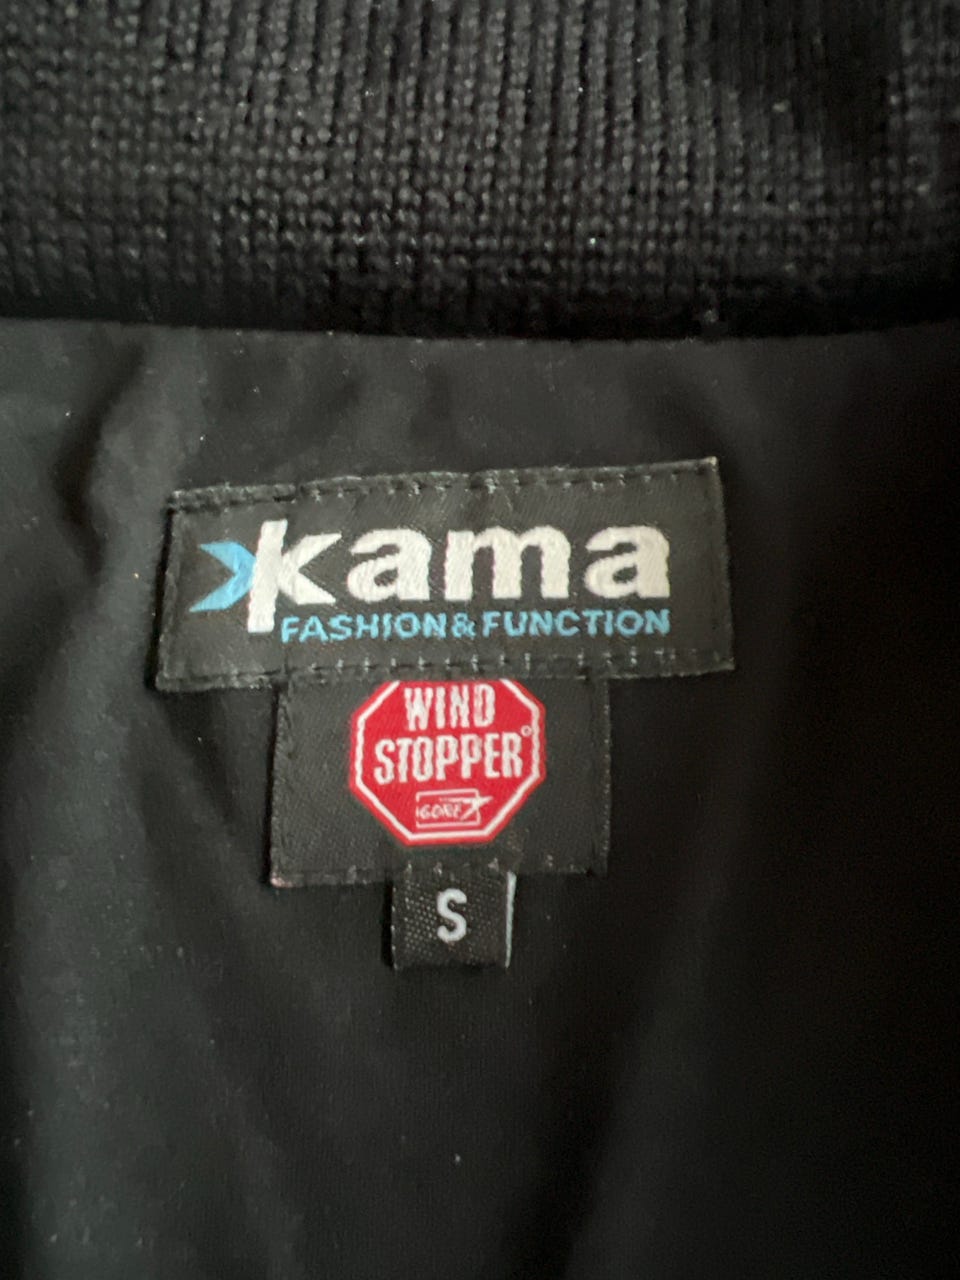 kama
FASHION & FUNCTION
WIND
STOPPER®
GORE
S